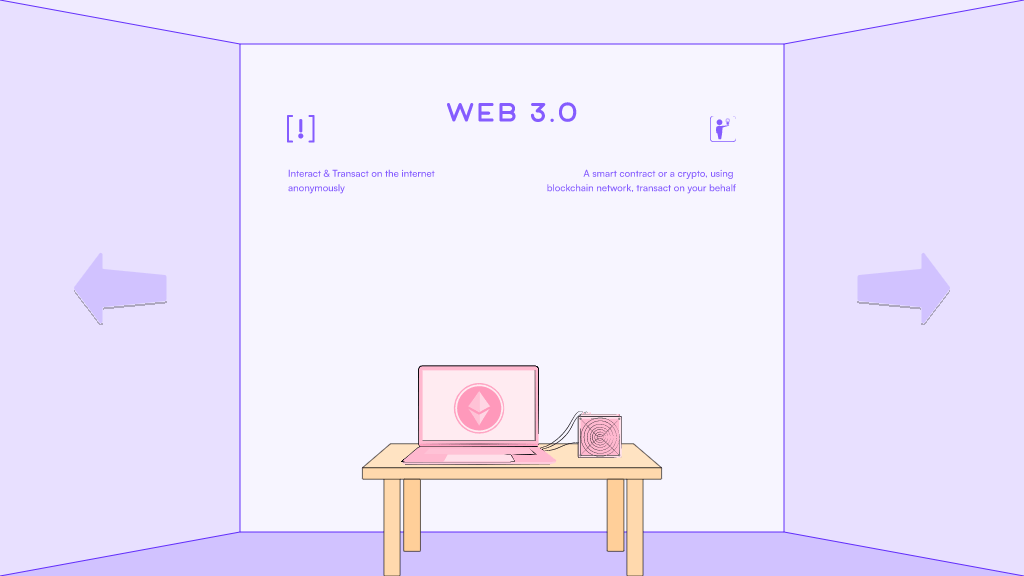 WEB 3.0
Interact & Transact on the internet
anonymously
A smart contract or a crypto, using
blockchain network, transact on your behalf